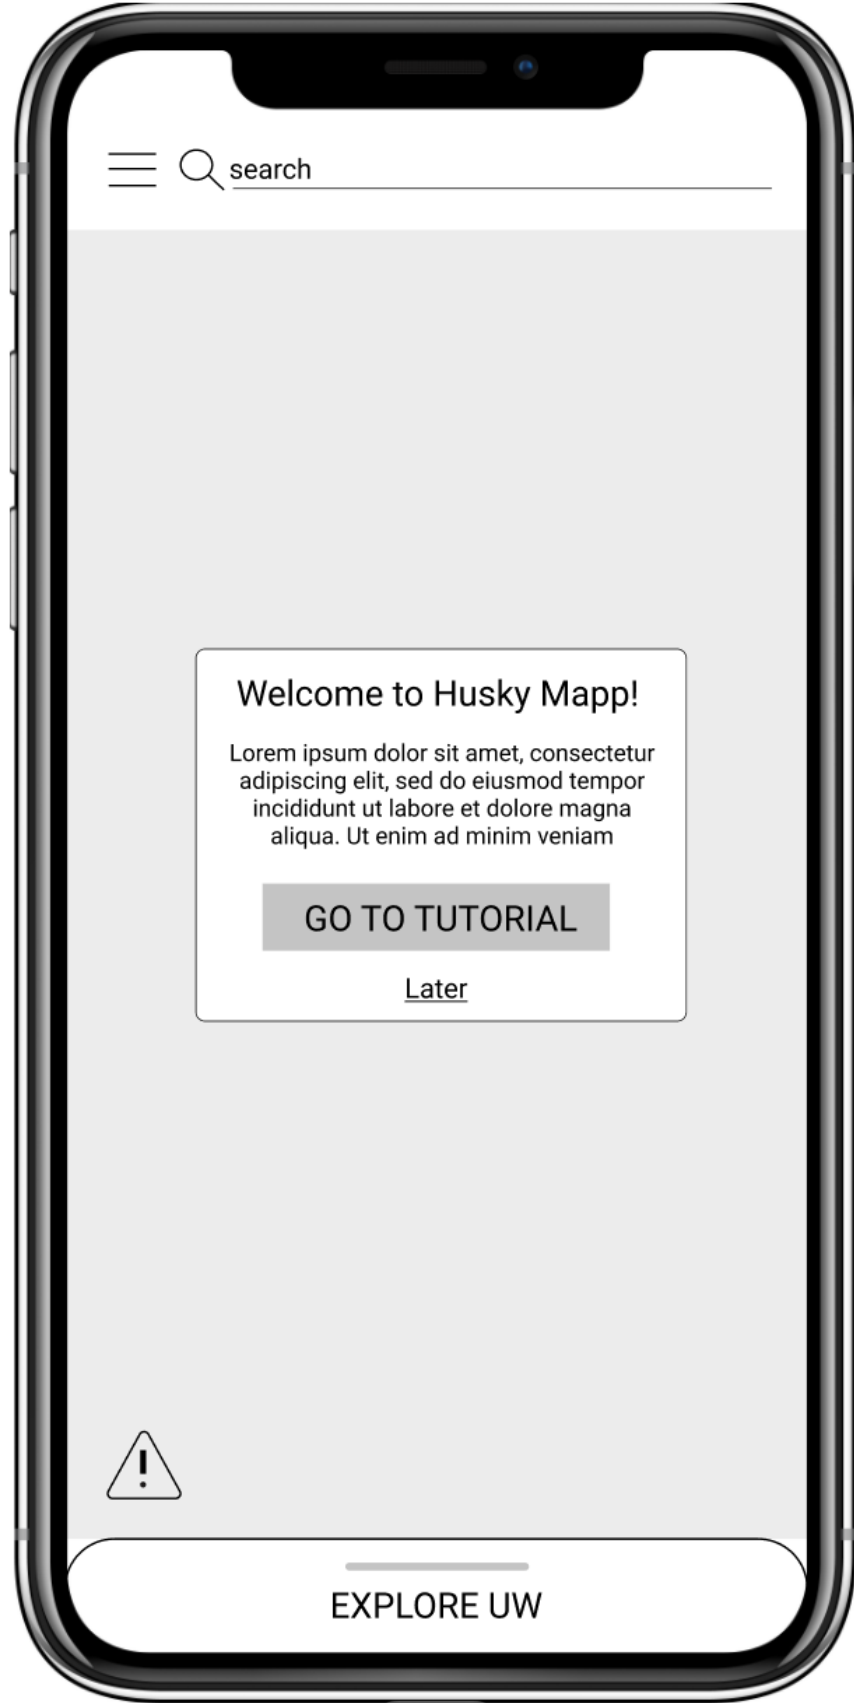 search
Welcome to Husky Mapp!
Lorem ipsum dolor sit amet, consectetur
adipiscing elit, sed do eiusmod tempor
incididunt ut labore et dolore magna
aliqua. Ut enim ad minim veniam
GO TO TUTORIAL
Later
!
EXPLORE UW